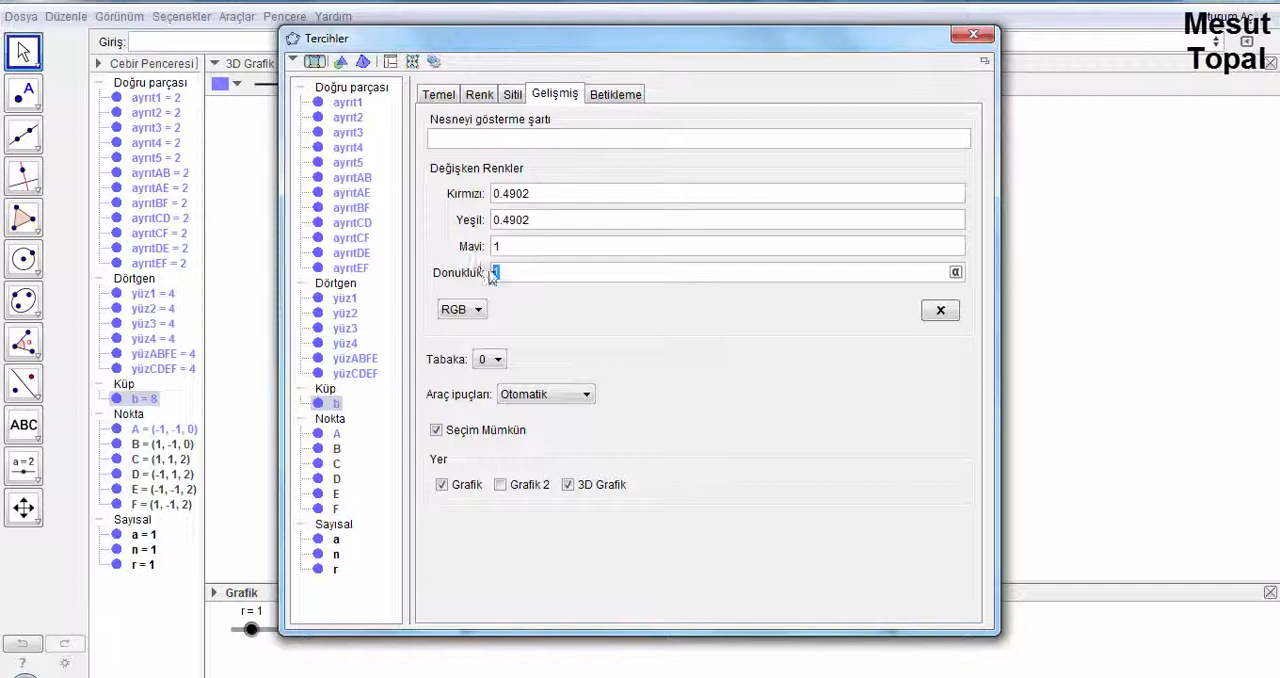 Dosya Düzenle Görünüm Seçenekler Araçlar Pencere Yardım
Mesut
Topal
Giriş:
Cebir Penceresi
3D Grafik
Doğru parçası
ayrıt1 = 2
ayrıt2 = 2
ayrıt3 = 2
ayrıt4 = 2
ayrıt5 = 2
ayrıtAB = 2
ayrıtAE = 2
ayrıtBF = 2
ayrıtCD = 2
ayrıtCF = 2
ayrıtDE = 2
ayrıtEF = 2
Dörtgen
yüz1 = 4
yüz2 = 4
yüz3 = 4
yüz4 = 4
yüzABFE = 4
yüzCDEF = 4
Küp
b = 8
Nokta
A = (-1, -1, 0)
B = (1, -1, 0)
C = (1, 1, 2)
D = (-1, 1, 2)
E = (-1, -1, 2)
F = (1, -1, 2)
Sayısal
a = 1
n = 1
r = 1
ABC
a=2
Tercihler
Doğru parçası
ayrıt1
ayrıt2
ayrıt3
ayrıt4
ayrıt5
ayrıtAB
ayrıtAE
ayrıtBF
ayrıtCD
ayrıtCF
ayrıtDE
ayrıtEF
Dörtgen
yüz1
yüz2
yüz3
yüz4
yüzABFE
yüzCDEF
Küp
b
Nokta
A
B
C
D
E
F
Sayısal
a
n
r
Temel Renk Sitil Gelişmiş Betikleme
Nesneyi gösterme şartı
Değişken Renkler
Kırmızı: 0.4902
Yeşil: 0.4902
Mavi: 1
Donukluk: α
RGB x
Tabaka: 0
Araç ipuçları: Otomatik
Seçim Mümkün
Yer
Grafik Grafik 2 3D Grafik
Grafik
r = 1
?